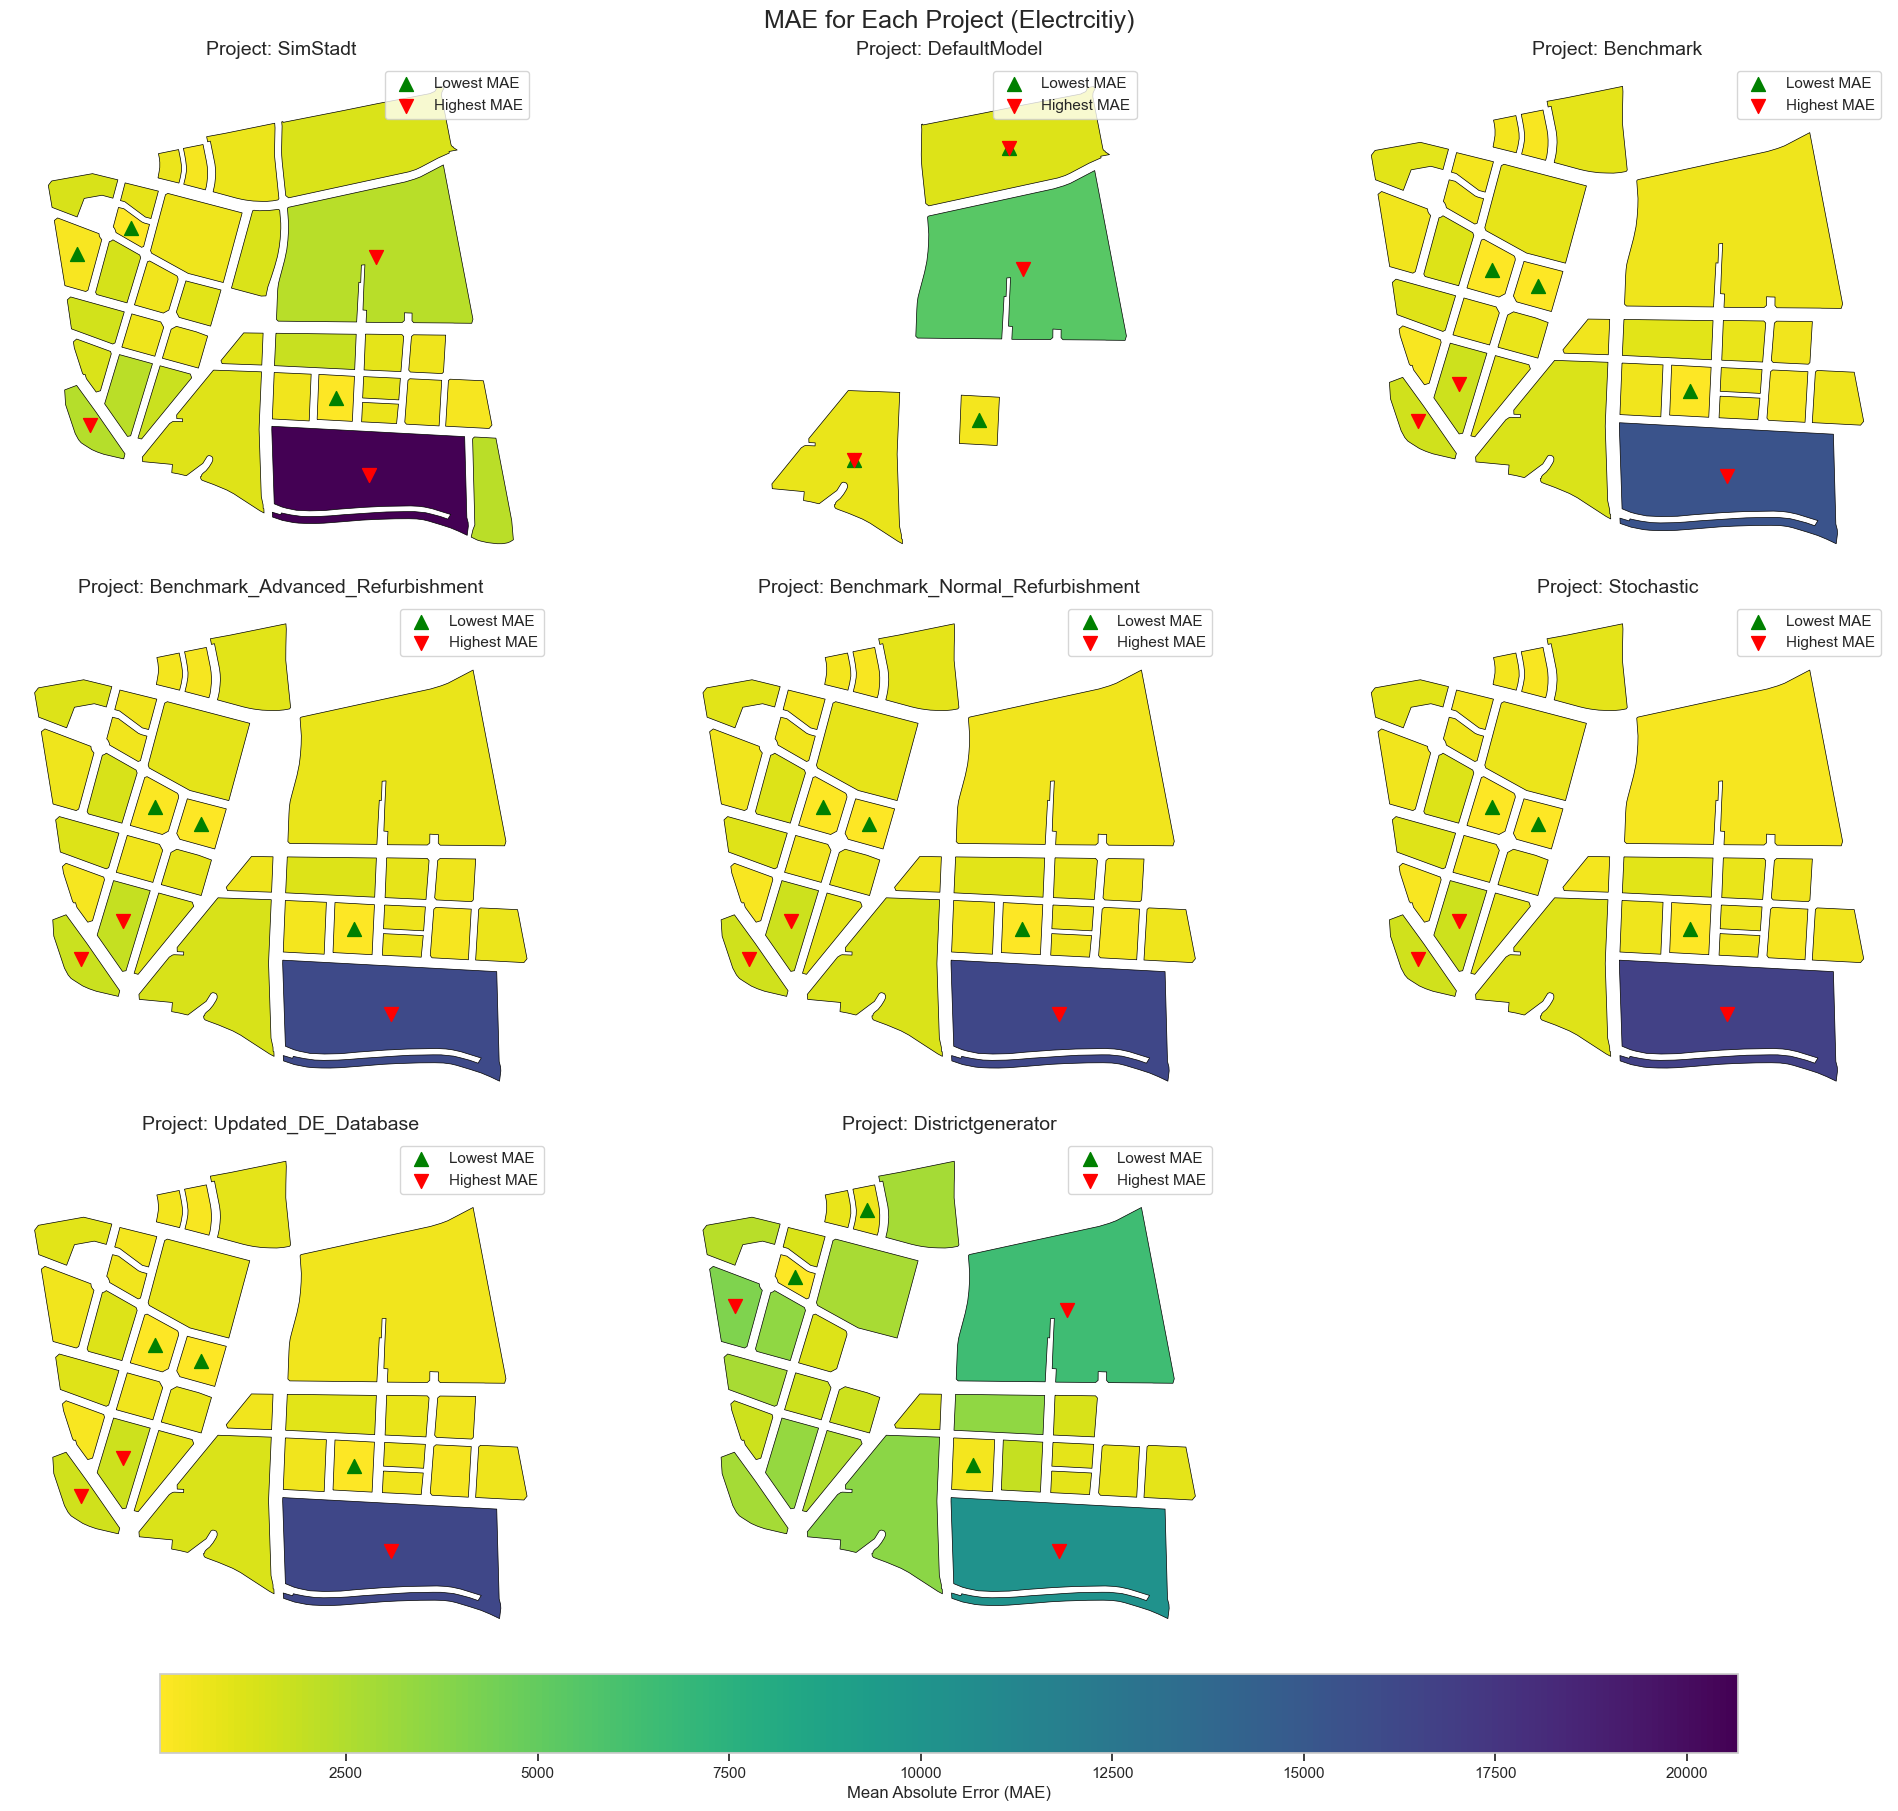 MAE for Each Project (Electrcitiy)
Project: SimStadt
Lowest MAE
Highest MAE
Project: DefaultModel
Lowest MAE
Highest MAE
Project: Benchmark
Lowest MAE
Highest MAE
Project: Benchmark_Advanced_Refurbishment
Lowest MAE
Highest MAE
Project: Benchmark_Normal_Refurbishment
Lowest MAE
Highest MAE
Project: Stochastic
Lowest MAE
Highest MAE
Project: Updated_DE_Database
Lowest MAE
Highest MAE
Project: Districtgenerator
Lowest MAE
Highest MAE
2500 5000 7500 10000 12500 15000 17500 20000
Mean Absolute Error (MAE)